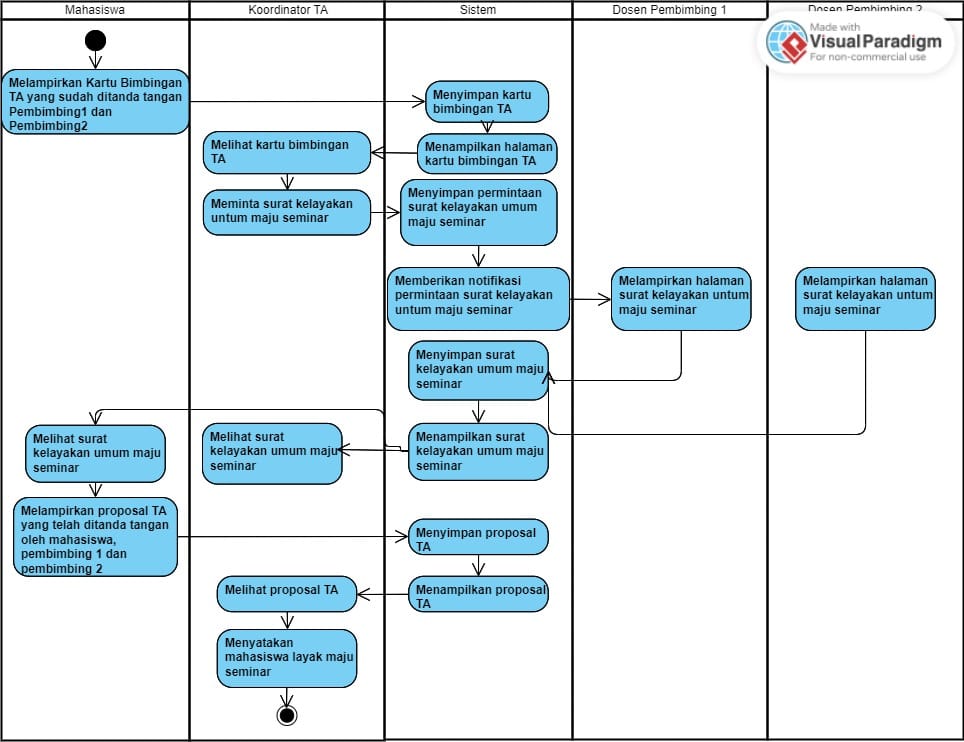 Mahasiswa
Koordinator TA
Sistem
Dosen Pembimbing 1
Dosen Pembimbing 2
Made with
VisualParadigm
For non-commercial use
Melampirkan Kartu Bimbingan
TA yang sudah ditanda tangan
Pembimbing1 dan
Pembimbing2
Menyimpan kartu
bimbingan TA
Melihat kartu bimbingan
TA
Menampilkan halaman
kartu bimbingan TA
Meminta surat kelayakan
untum maju seminar
Menyimpan permintaan
surat kelayakan umum
maju seminar
Memberikan notifikasi
permintaan surat kelayakan
untum maju seminar
Melampirkan halaman
surat kelayakan untum
maju seminar
Melampirkan halaman
surat kelayakan untum
maju seminar
Menyimpan surat
kelayakan umum maju
seminar
Melihat surat
kelayakan umum maju
seminar
Melihat surat
kelayakan umum maju
seminar
Menampilkan surat
kelayakan umum maju
seminar
Melampirkan proposal TA
yang telah ditanda tangan
oleh mahasiswa,
pembimbing 1 dan
pembimbing 2
Menyimpan proposal
TA
Melihat proposal TA
Menampilkan proposal
TA
Menyatakan
mahasiswa layak maju
seminar